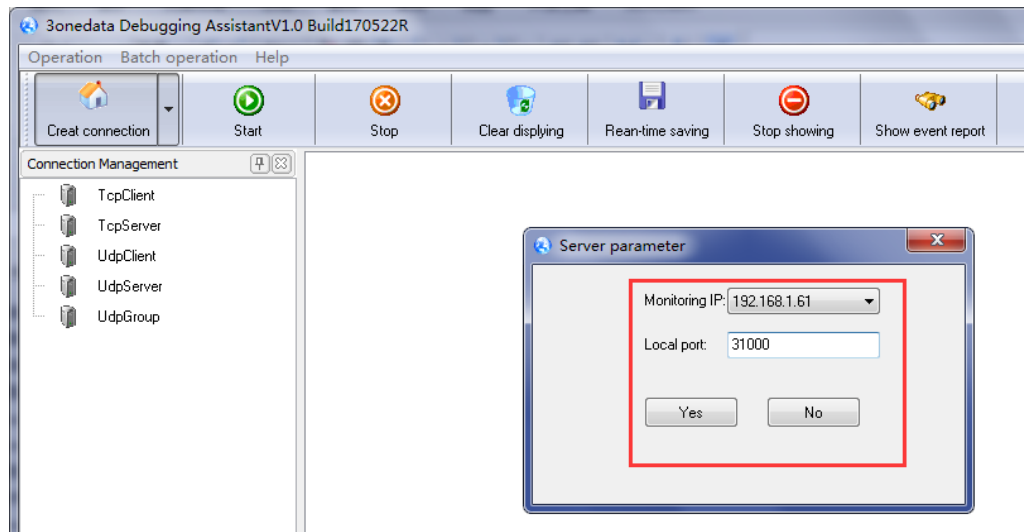 3onedata Debugging AssistantV1.0 Build170522R
Operation Batch operation Help
Creat connection Start Stop Clear displying Rean-time saving Stop showing Show event report
Connection Management
TcpClient
TcpServer
UdpClient
UdpServer
UdpGroup
Server parameter
Monitoring IP: 192.168.1.61
Local port: 31000
Yes No